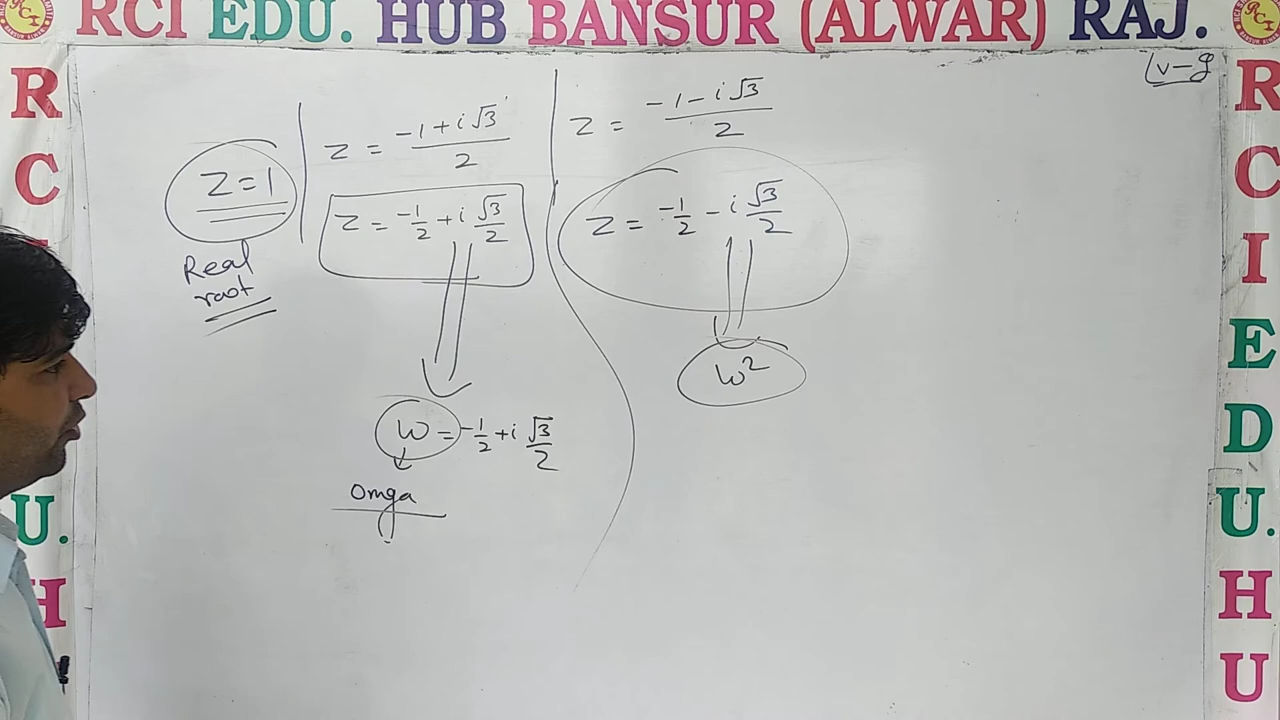 RCI EDU. HUB BANSUR (ALWAR) RAJ.
R
C
U.
H
R
C
I
E
D
U.
H
U
LV-9
Z=1
Real
root
Z = (-1 + i√3)/2
Z = -1/2 + i √3/2
ω = -1/2 + i √3/2
Omga
Z = (-1 - i√3)/2
Z = -1/2 - i √3/2
ω²